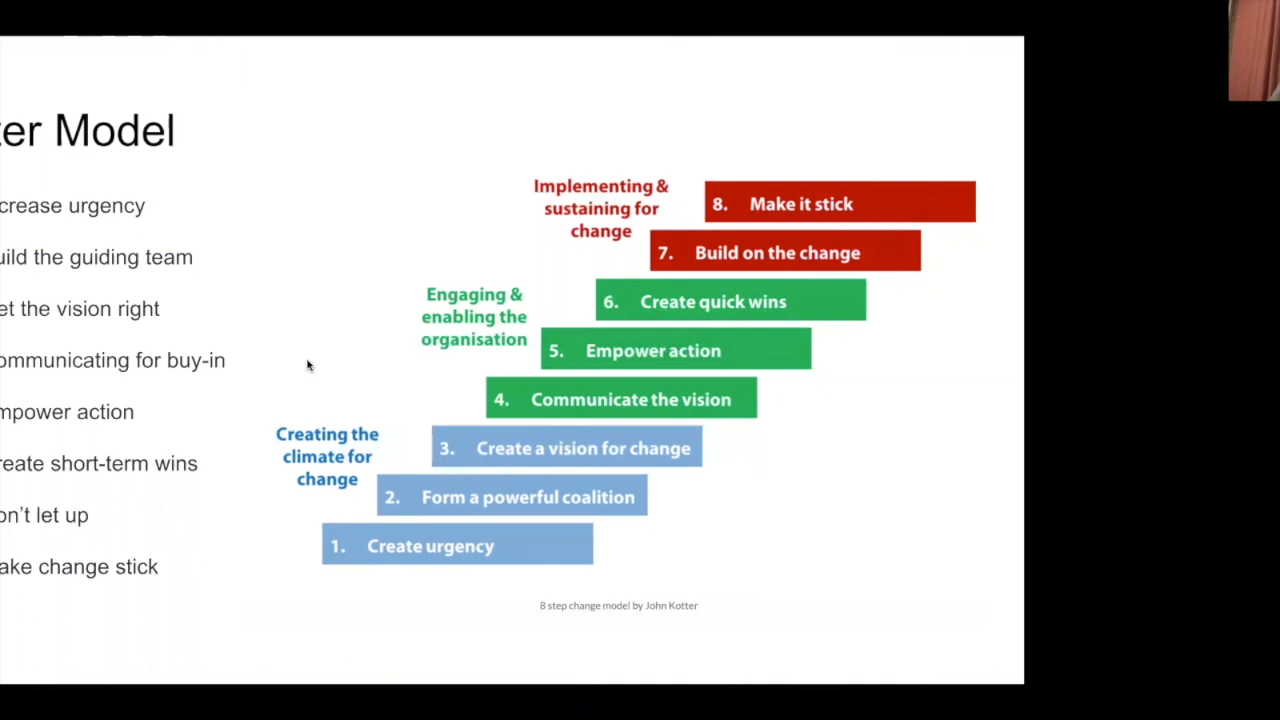 er Model
crease urgency
uild the guiding team
et the vision right
ommunicating for buy-in
mpower action
reate short-term wins
on't let up
ake change stick
Implementing &
sustaining for
change
8. Make it stick
7. Build on the change
Engaging &
enabling the
organisation
6. Create quick wins
5. Empower action
4. Communicate the vision
Creating the
climate for
change
3. Create a vision for change
2. Form a powerful coalition
1. Create urgency
8 step change model by John Kotter